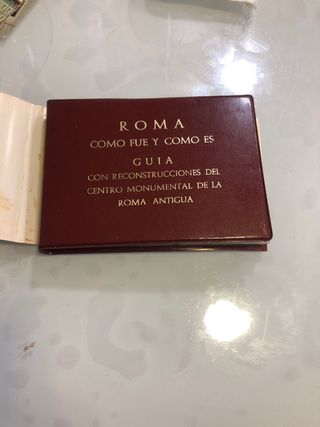 ROMA
COMO FUE Y COMO ES
GUIA
CON RECONSTRUCCIONES DEL
CENTRO MONUMENTAL DE LA
ROMA ANTIGUA